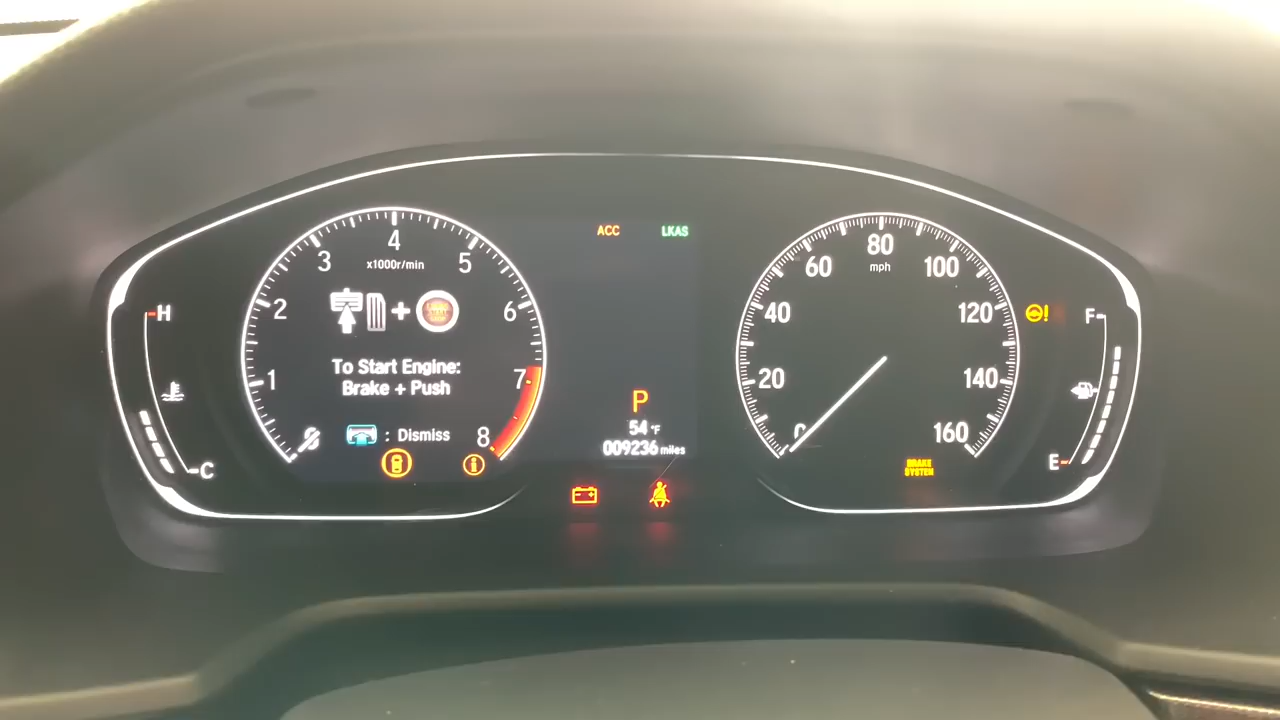 ACC LKAS
4
3 5
x1000r/min
2 6
To Start Engine:
Brake + Push
1 7
: Dismiss
8
H
C
P
54 °F
009236 miles
80
60 100
mph
40 120
20 140
0 160
BRAKE
SYSTEM
!
F
E